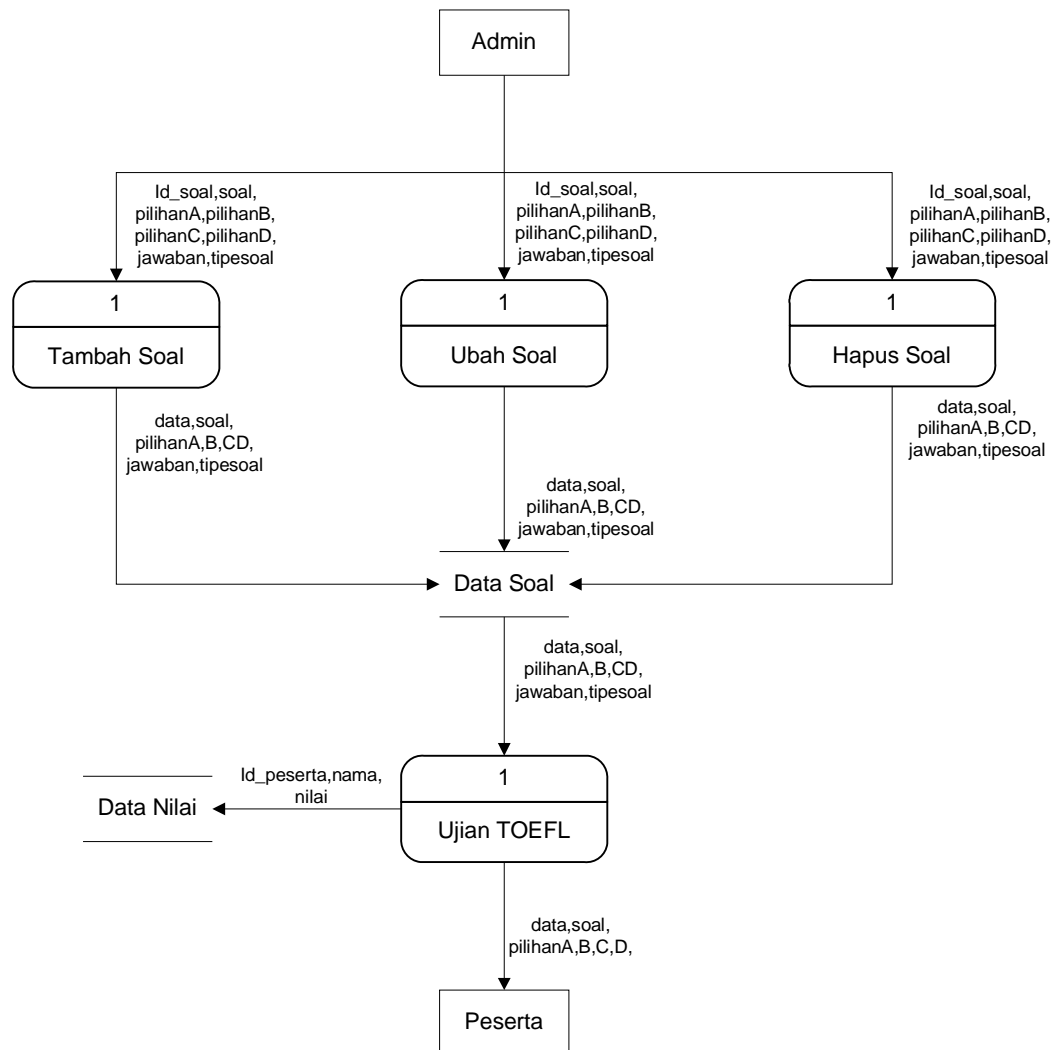 Admin
Id_soal,soal,
pilihanA,pilihanB,
pilihanC,pilihanD,
jawaban,tipesoal
Id_soal,soal,
pilihanA,pilihanB,
pilihanC,pilihanD,
jawaban,tipesoal
Id_soal,soal,
pilihanA,pilihanB,
pilihanC,pilihanD,
jawaban,tipesoal
1
Tambah Soal
1
Ubah Soal
1
Hapus Soal
data,soal,
pilihanA,B,CD,
jawaban,tipesoal
data,soal,
pilihanA,B,CD,
jawaban,tipesoal
data,soal,
pilihanA,B,CD,
jawaban,tipesoal
Data Soal
data,soal,
pilihanA,B,CD,
jawaban,tipesoal
1
Ujian TOEFL
Id_peserta,nama,
nilai
Data Nilai
data,soal,
pilihanA,B,C,D,
Peserta